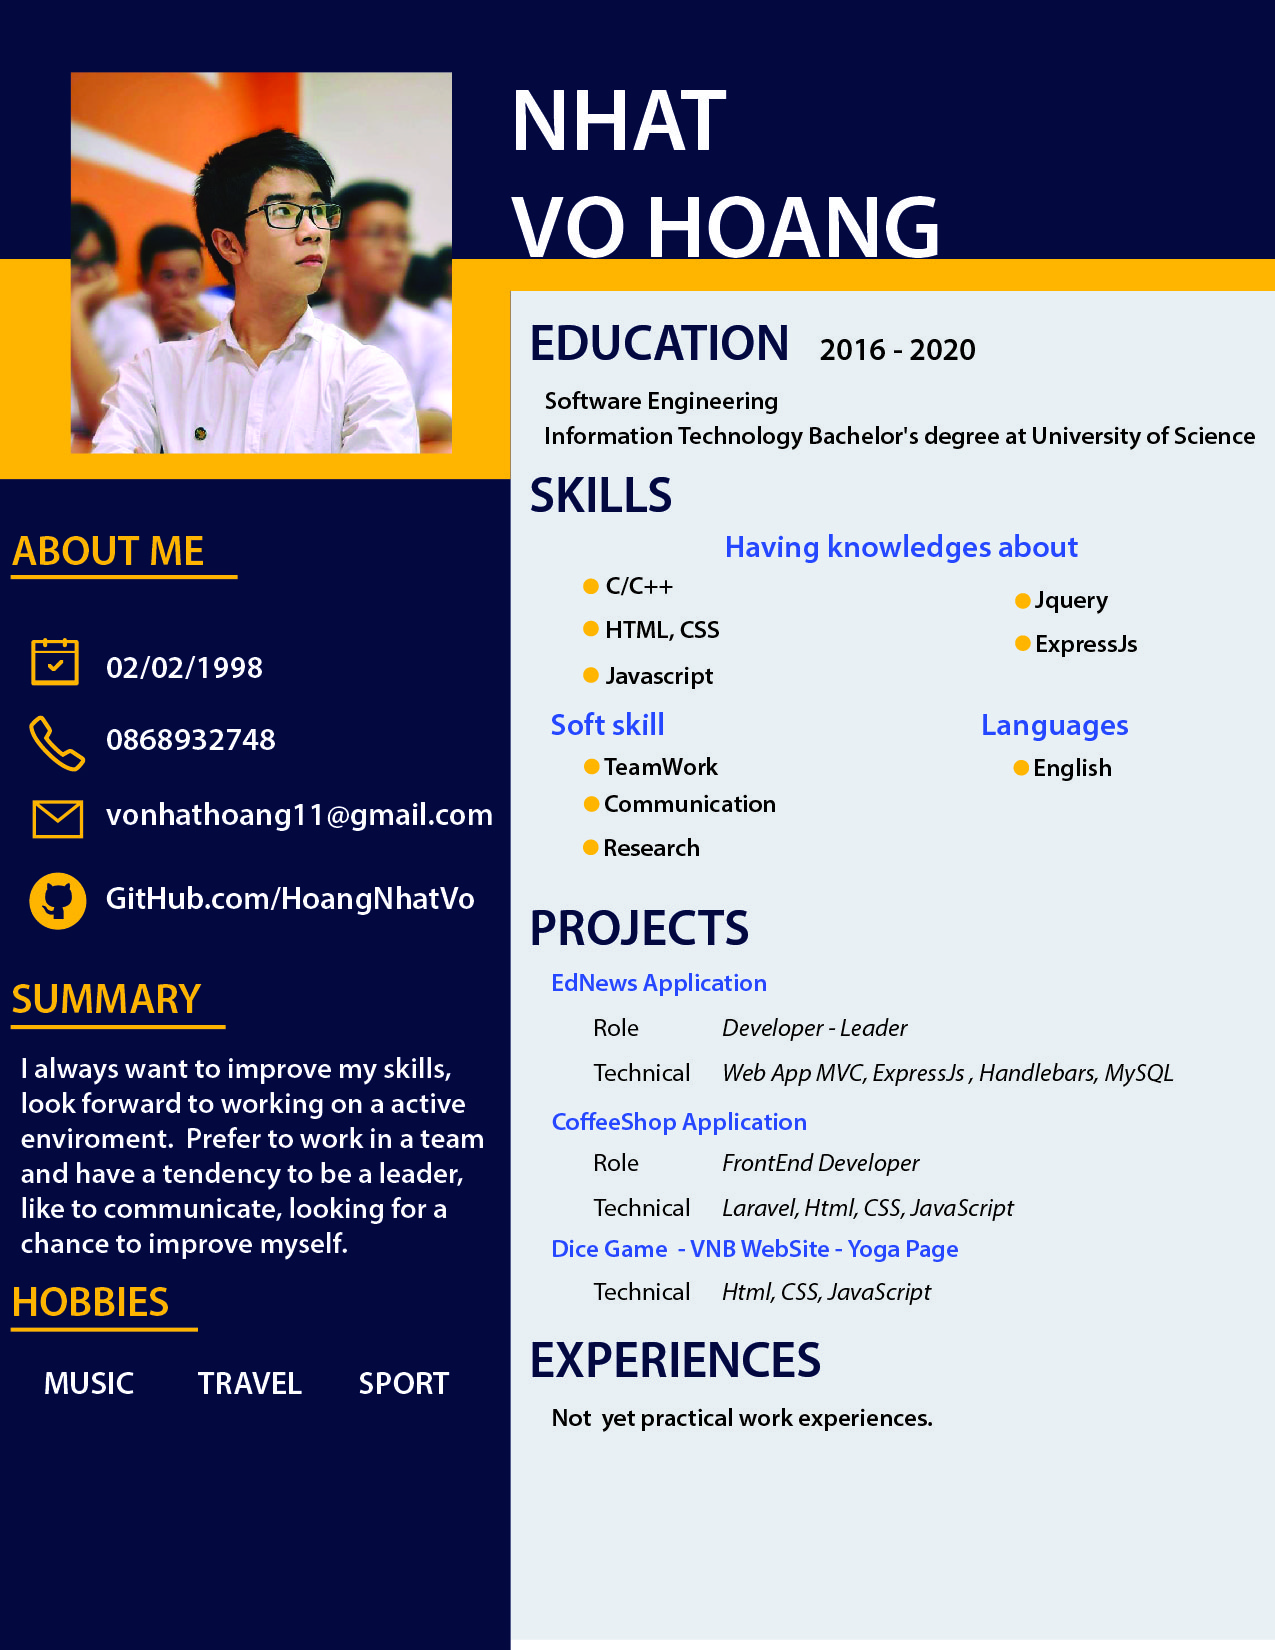 NHAT
VO HOANG
ABOUT ME
02/02/1998
0868932748
vonhathoang11@gmail.com
GitHub.com/HoangNhatVo
SUMMARY
I always want to improve my skills,
look forward to working on a active
enviroment.  Prefer to work in a team
and have a tendency to be a leader,
like to communicate, looking for a
chance to improve myself.
HOBBIES
MUSIC TRAVEL SPORT
EDUCATION 2016 - 2020
Software Engineering
Information Technology Bachelor's degree at University of Science
SKILLS
Having knowledges about
C/C++
HTML, CSS
Javascript
Jquery
ExpressJs
Soft skill
TeamWork
Communication
Research
Languages
English
PROJECTS
EdNews Application
Role Developer - Leader
Technical Web App MVC, ExpressJs , Handlebars, MySQL
CoffeeShop Application
Role FrontEnd Developer
Technical Laravel, Html, CSS, JavaScript
Dice Game  - VNB WebSite - Yoga Page
Technical Html, CSS, JavaScript
EXPERIENCES
Not  yet practical work experiences.